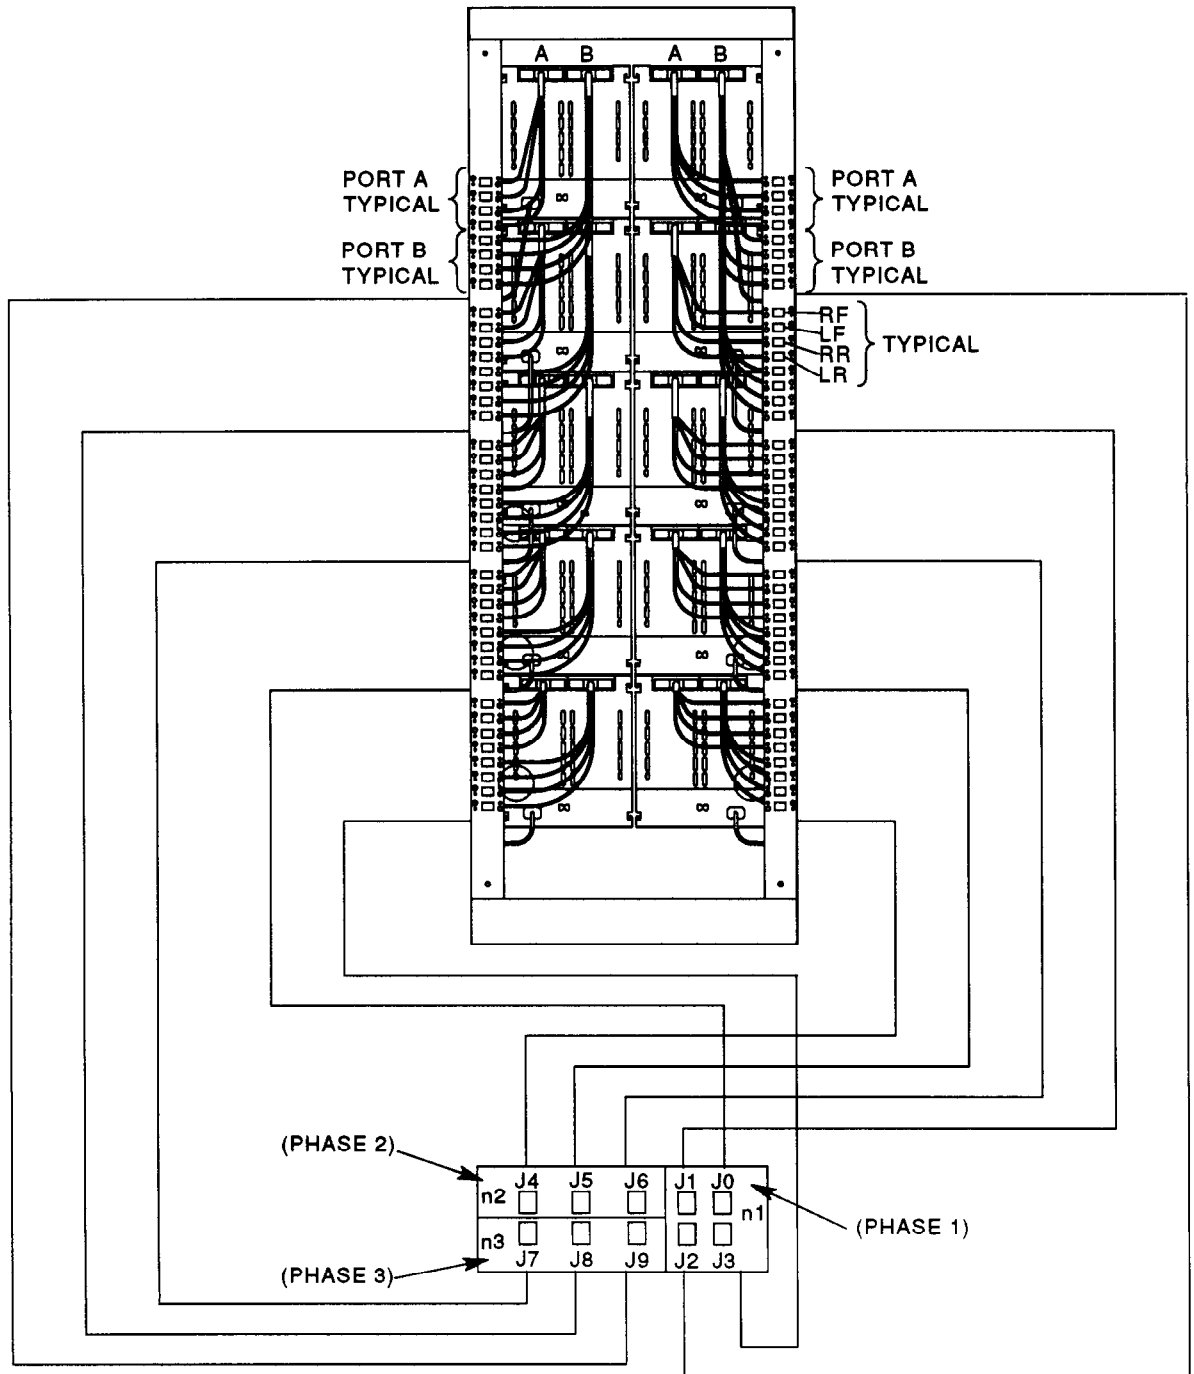 A B A B
PORT A
TYPICAL
PORT A
TYPICAL
PORT B
TYPICAL
PORT B
TYPICAL
RF
LF
RR
LR
TYPICAL
(PHASE 2)
n2 J4 J5 J6 J1 J0
n1
(PHASE 1)
n3 J7 J8 J9 J2 J3
(PHASE 3)